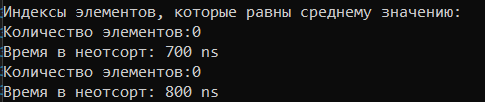 Индексы элементов, которые равны среднему значению:
Количество элементов:0
Время в неотсорт: 700 ns
Количество элементов:0
Время в неотсорт: 800 ns